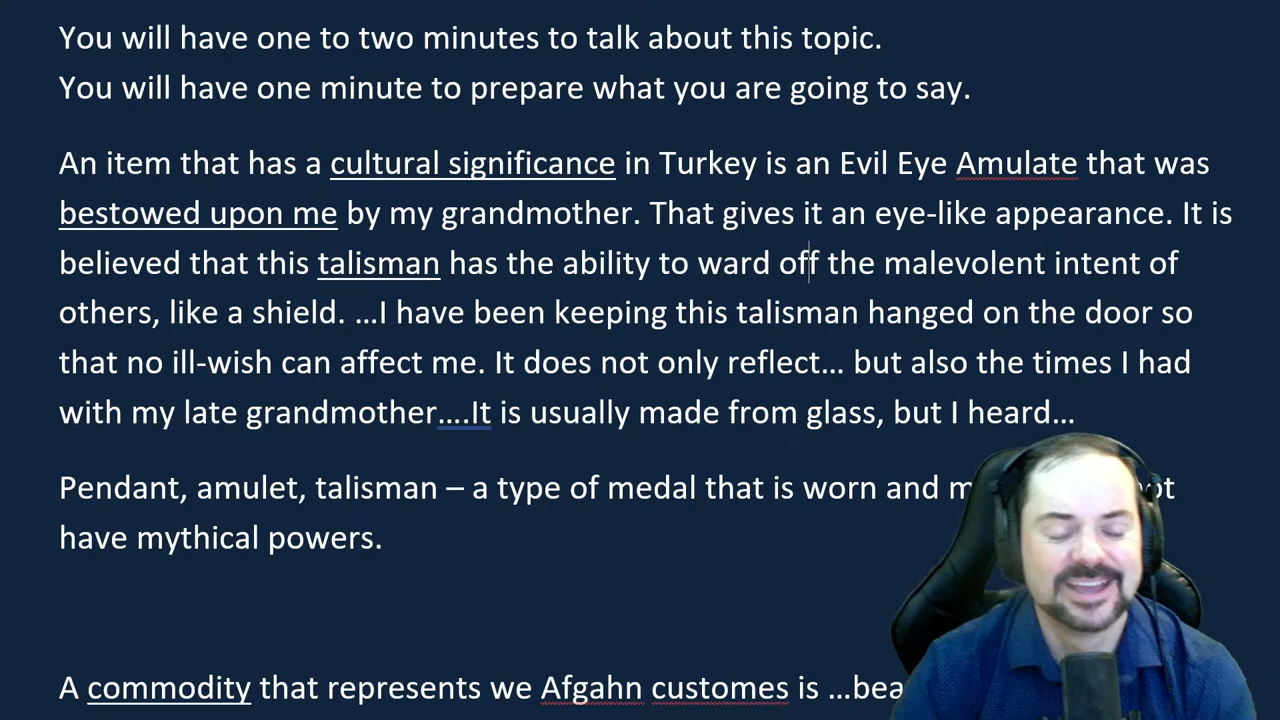 You will have one to two minutes to talk about this topic.
You will have one minute to prepare what you are going to say.
An item that has a cultural significance in Turkey is an Evil Eye Amulate that was
bestowed upon me by my grandmother. That gives it an eye-like appearance. It is
believed that this talisman has the ability to ward off the malevolent intent of
others, like a shield. …I have been keeping this talisman hanged on the door so
that no ill-wish can affect me. It does not only reflect… but also the times I had
with my late grandmother….It is usually made from glass, but I heard…
Pendant, amulet, talisman – a type of medal that is worn and
have mythical powers.
A commodity that represents we Afgahn customes is …